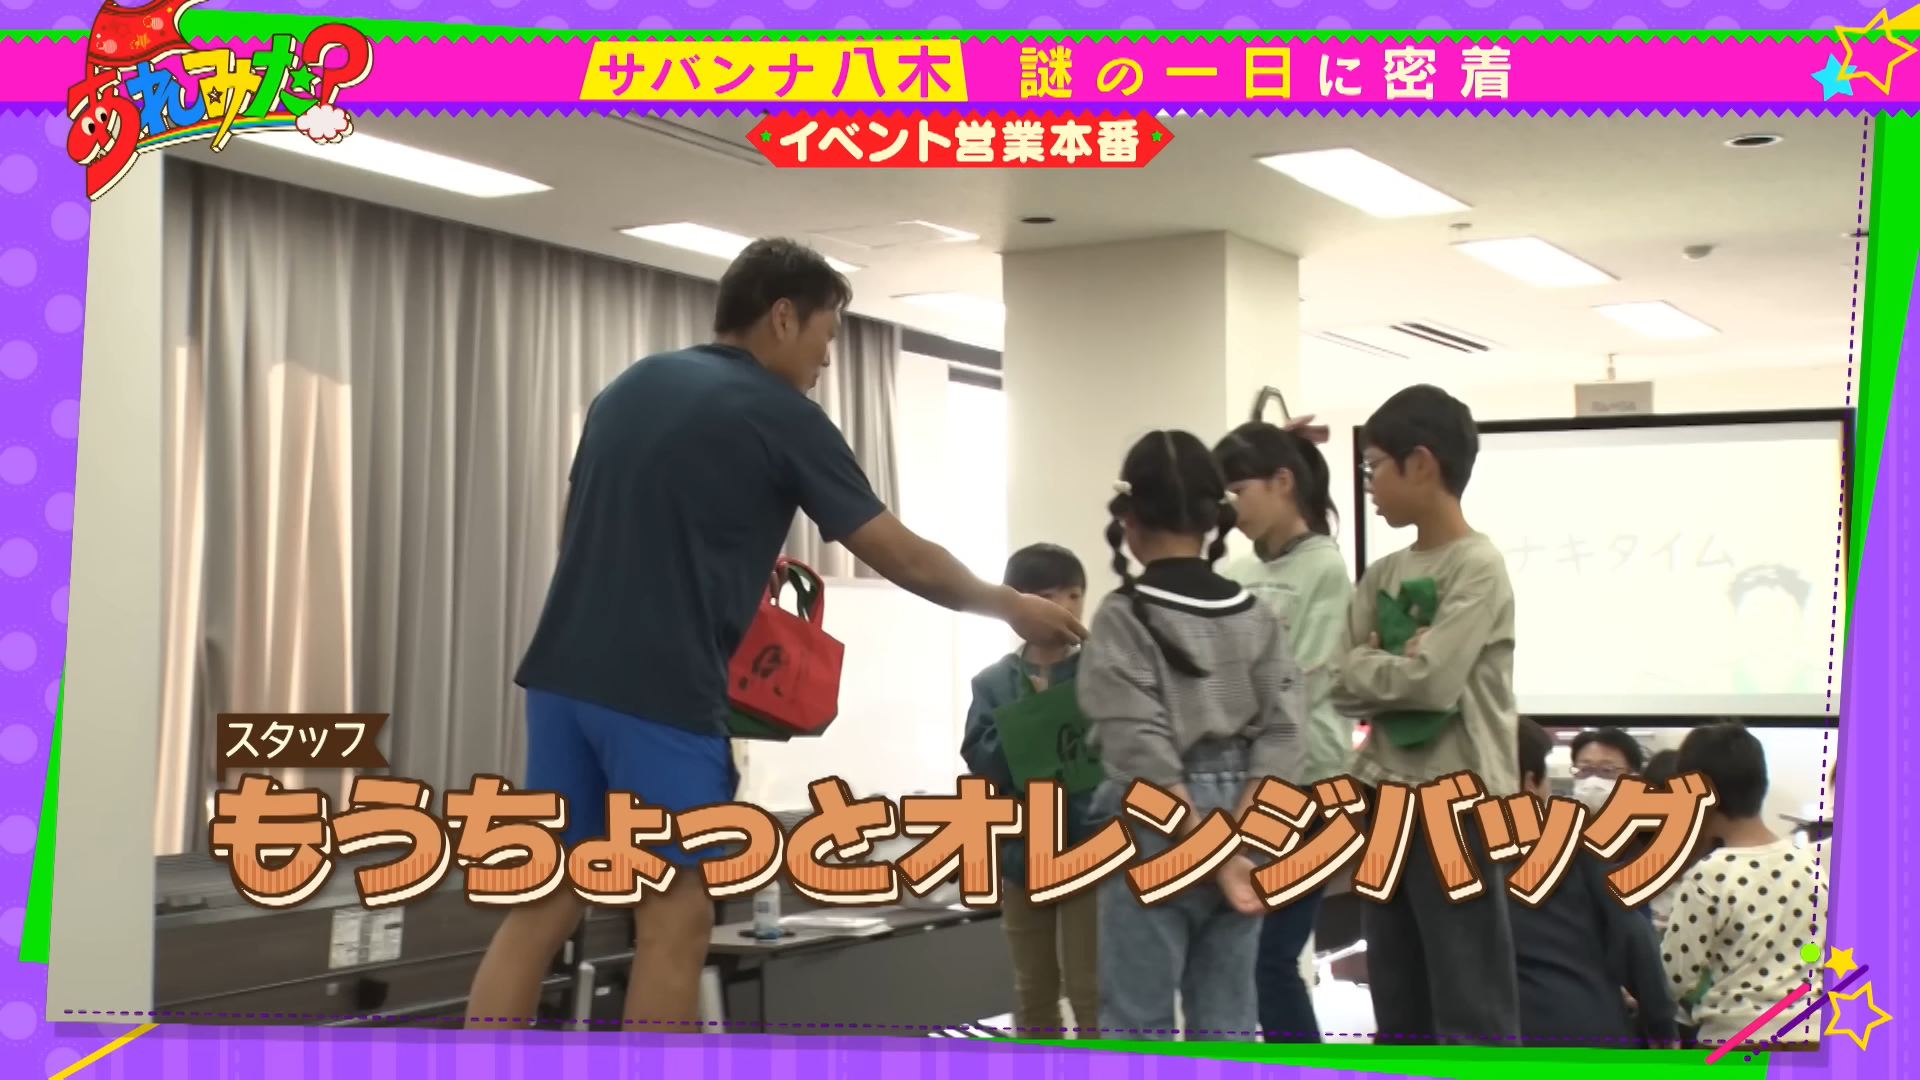 あれみた?
サバンナ八木 謎の一日に密着
イベント営業本番
ナキタイム
スタッフ
もうちょっとオレンジバッグ